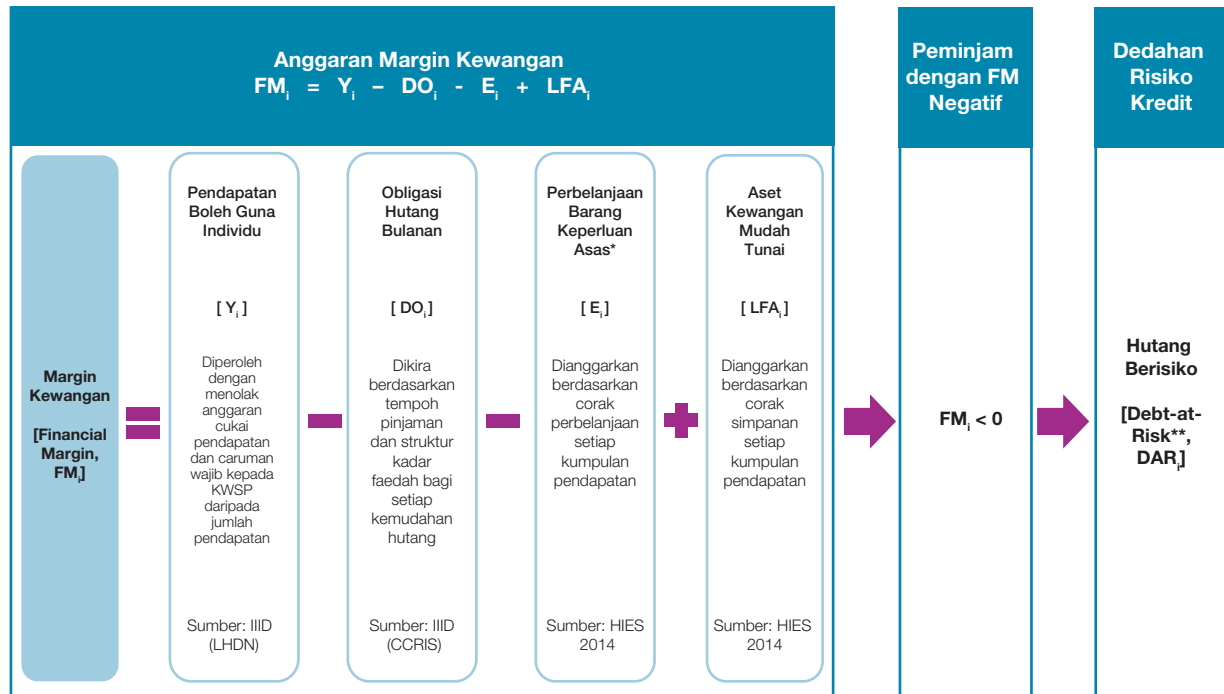 Anggaran Margin Kewangan
FMᵢ = Yᵢ – DOᵢ - Eᵢ + LFAᵢ
Peminjam
dengan FM
Negatif
Dedahan
Risiko
Kredit
Margin
Kewangan
[Financial
Margin,
FMᵢ]
Pendapatan
Boleh Guna
Individu
[ Yᵢ ]
Diperoleh
dengan
menolak
anggaran
cukai
pendapatan
dan caruman
wajib kepada
KWSP
daripada
jumlah
pendapatan
Sumber: IIID
(LHDN)
Obligasi
Hutang
Bulanan
[ DOᵢ]
Dikira
berdasarkan
tempoh
pinjaman
dan struktur
kadar
faedah bagi
setiap
kemudahan
hutang
Sumber: IIID
(CCRIS)
Perbelanjaan
Barang
Keperluan
Asas*
[ Eᵢ]
Dianggarkan
berdasarkan
corak
perbelanjaan
setiap
kumpulan
pendapatan
Sumber: HIES
2014
Aset
Kewangan
Mudah
Tunai
[ LFAᵢ]
Dianggarkan
berdasarkan
corak
simpanan
setiap
kumpulan
pendapatan
Sumber: HIES
2014
FMᵢ < 0
Hutang
Berisiko
[Debt-at-
Risk**,
DARᵢ]